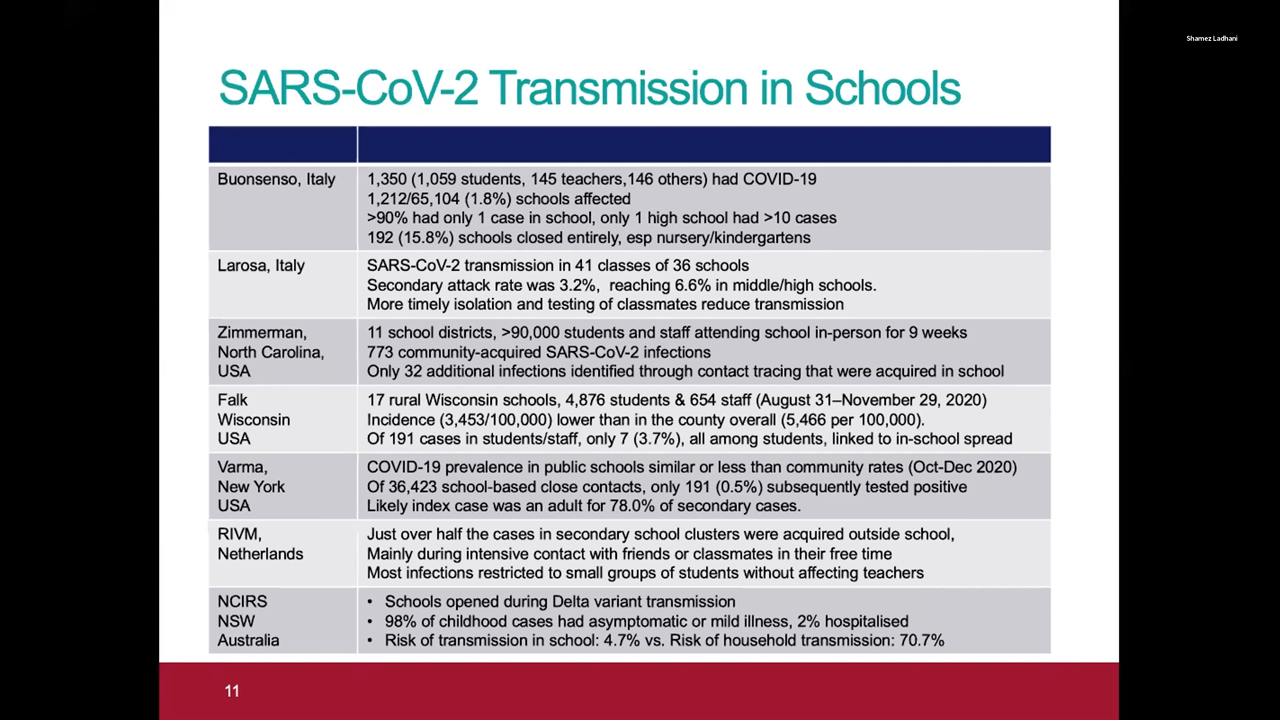 Shamez Ladhani
SARS-CoV-2 Transmission in Schools
Buonsenso, Italy
1,350 (1,059 students, 145 teachers,146 others) had COVID-19
1,212/65,104 (1.8%) schools affected
>90% had only 1 case in school, only 1 high school had >10 cases
192 (15.8%) schools closed entirely, esp nursery/kindergartens
Larosa, Italy
SARS-CoV-2 transmission in 41 classes of 36 schools
Secondary attack rate was 3.2%, reaching 6.6% in middle/high schools.
More timely isolation and testing of classmates reduce transmission
Zimmerman,
North Carolina,
USA
11 school districts, >90,000 students and staff attending school in-person for 9 weeks
773 community-acquired SARS-CoV-2 infections
Only 32 additional infections identified through contact tracing that were acquired in school
Falk
Wisconsin
USA
17 rural Wisconsin schools, 4,876 students & 654 staff (August 31–November 29, 2020)
Incidence (3,453/100,000) lower than in the county overall (5,466 per 100,000).
Of 191 cases in students/staff, only 7 (3.7%), all among students, linked to in-school spread
Varma,
New York
USA
COVID-19 prevalence in public schools similar or less than community rates (Oct-Dec 2020)
Of 36,423 school-based close contacts, only 191 (0.5%) subsequently tested positive
Likely index case was an adult for 78.0% of secondary cases.
RIVM,
Netherlands
Just over half the cases in secondary school clusters were acquired outside school,
Mainly during intensive contact with friends or classmates in their free time
Most infections restricted to small groups of students without affecting teachers
NCIRS
NSW
Australia
• Schools opened during Delta variant transmission
• 98% of childhood cases had asymptomatic or mild illness, 2% hospitalised
• Risk of transmission in school: 4.7% vs. Risk of household transmission: 70.7%
11